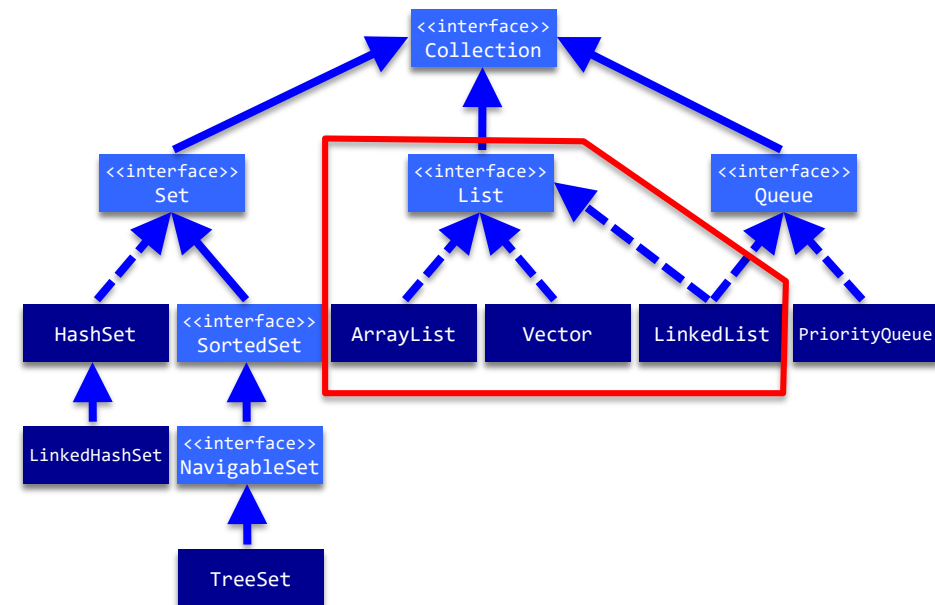 <<interface>>
Collection
<<interface>>
Set
<<interface>>
List
<<interface>>
Queue
HashSet
<<interface>>
SortedSet
ArrayList
Vector
LinkedList
PriorityQueue
LinkedHashSet
<<interface>>
NavigableSet
TreeSet